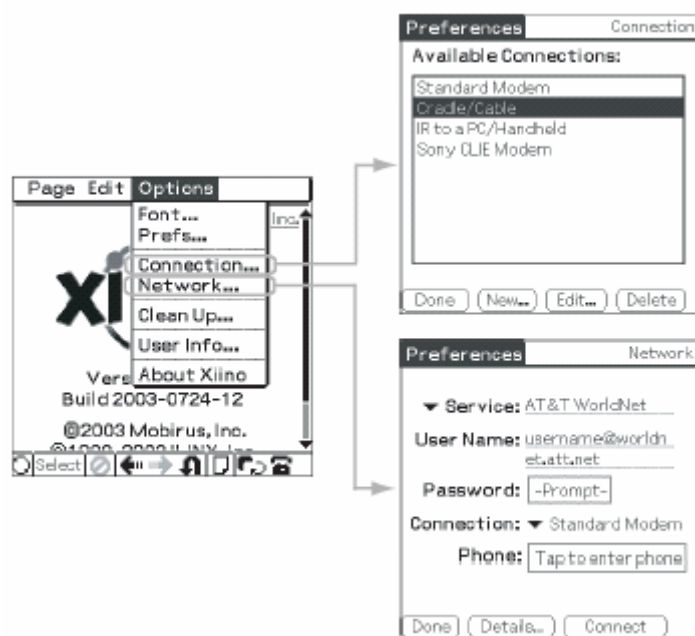 Page Edit Options
Font...
Prefs...
Connection...
Network...
Clean Up...
User Info...
About Xiino
Inc.
XI
Vers
Build 2003-0724-12
©2003 Mobirus, Inc.
Select
Preferences Connection
Available Connections:
Standard Modem
Cradle/Cable
IR to a PC/Handheld
Sony CLIE Modem
Done New... Edit... Delete
Preferences Network
Service: AT&T WorldNet
User Name: username@worldn
et.att.net
Password: -Prompt-
Connection: Standard Modem
Phone: Tap to enter phone
Done Details... Connect